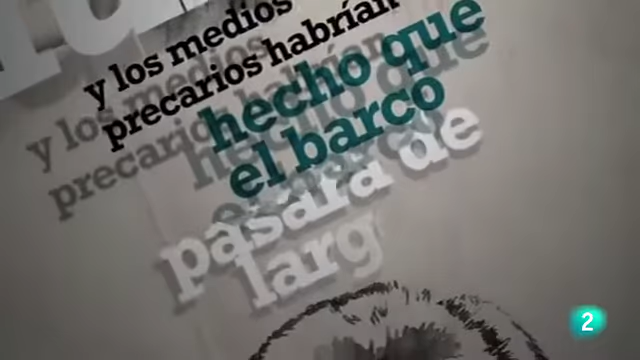 y los medios
precarios habrían
hecho que
el barco
pasara de
larg
2